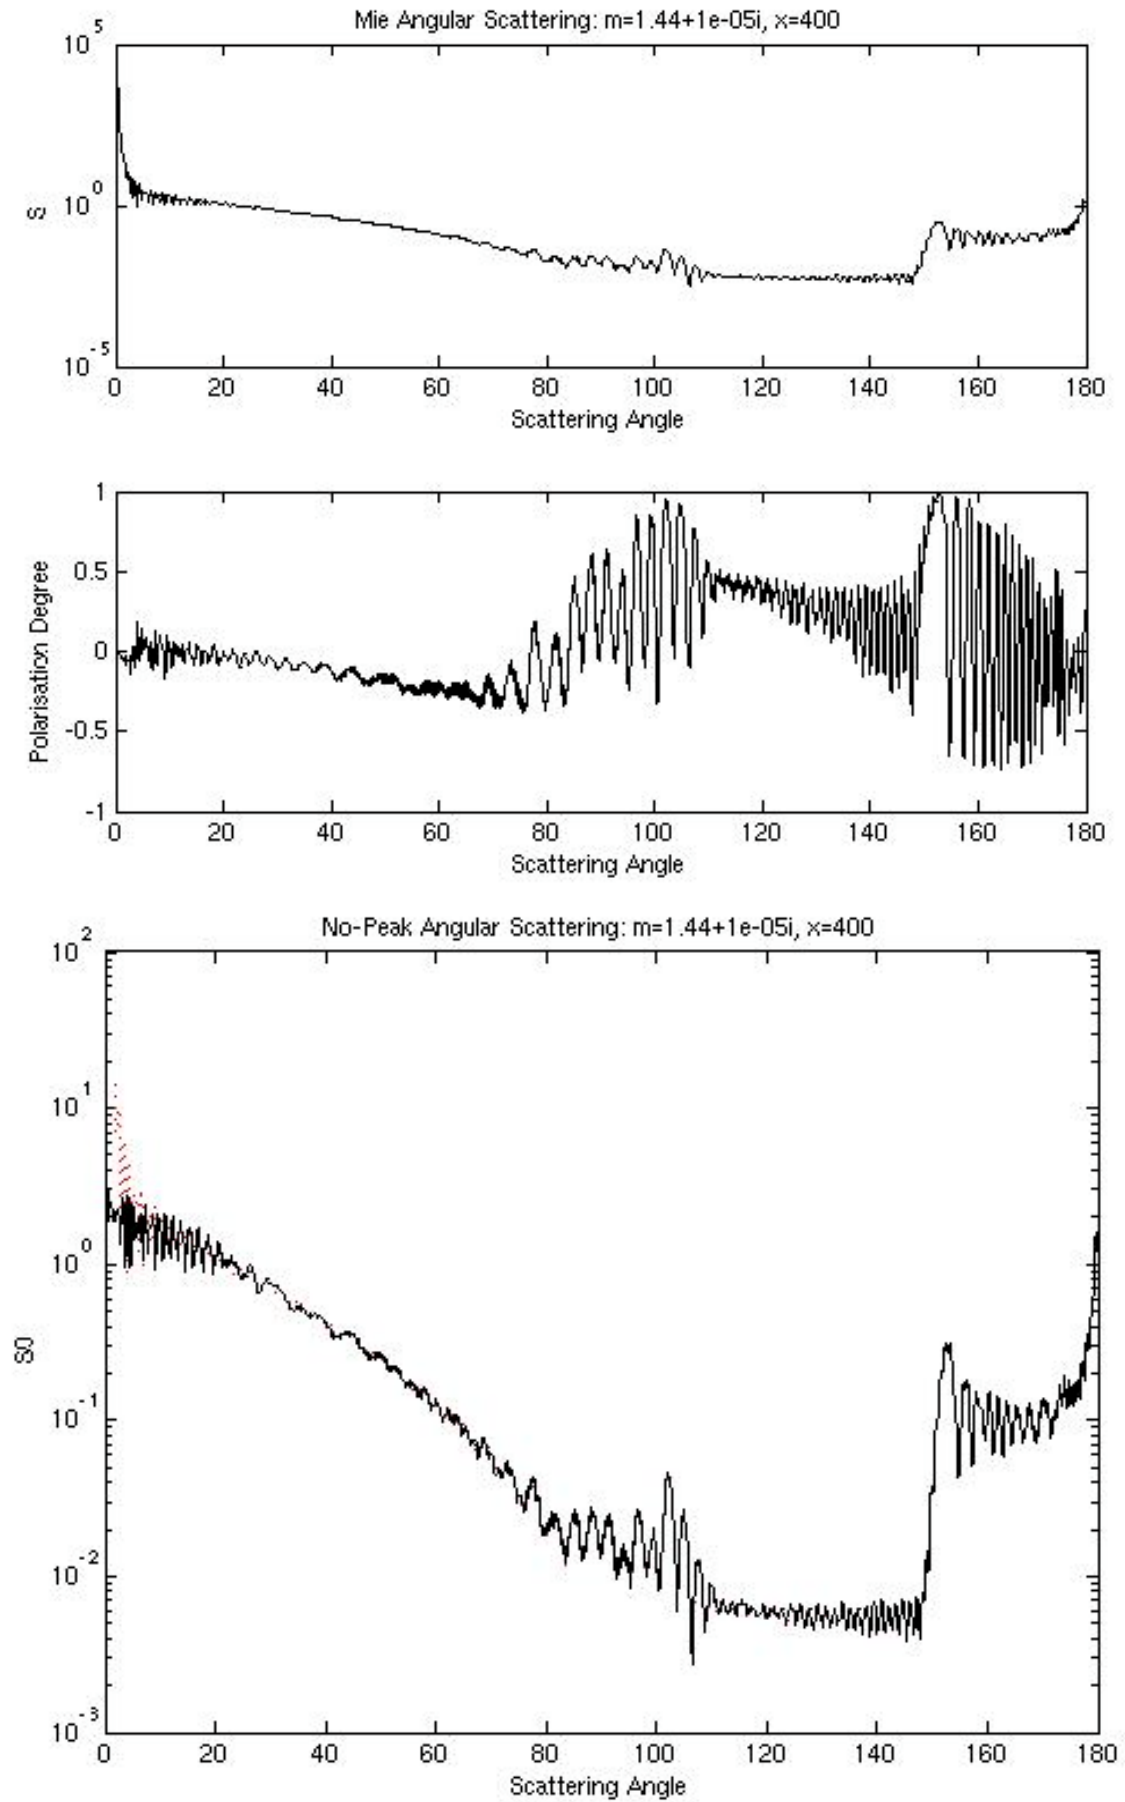 Mie Angular Scattering: m=1.44+1e-05i, x=400
10^5
10^0
10^-5
S
0 20 40 60 80 100 120 140 160 180
Scattering Angle
1
0.5
0
-0.5
-1
Polarisation Degree
0 20 40 60 80 100 120 140 160 180
Scattering Angle
No-Peak Angular Scattering: m=1.44+1e-05i, x=400
10^2
10^1
10^0
10^-1
10^-2
10^-3
S0
0 20 40 60 80 100 120 140 160 180
Scattering Angle